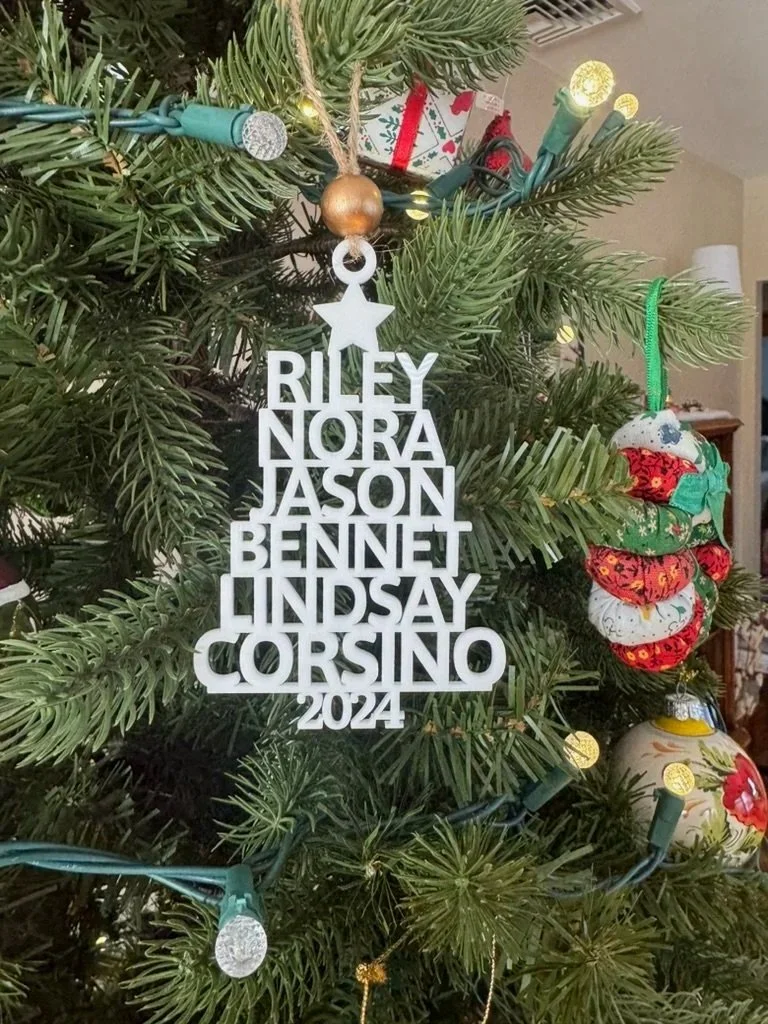 RILEY
NORA
JASON
BENNET
LINDSAY
CORSINO
2024